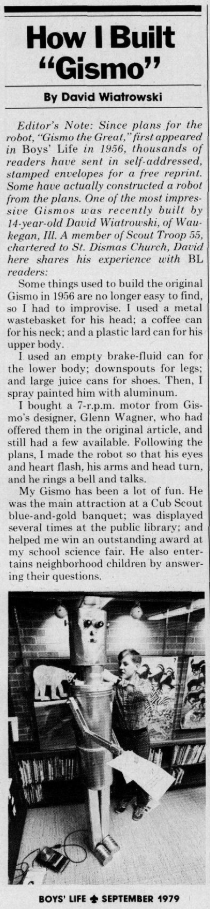 How I Built
“Gismo”
By David Wiatrowski
Editor's Note: Since plans for the
robot, “Gismo the Great,” first appeared
in Boys' Life in 1956, thousands of
readers have sent in self-addressed,
stamped envelopes for a free reprint.
Some have actually constructed a robot
from the plans. One of the most impres-
sive Gismos was recently built by
14-year-old David Wiatrowski, of Wau-
kegan, Ill. A member of Scout Troop 55,
chartered to St. Dismas Church, David
here shares his experience with BL
readers:
Some things used to build the original
Gismo in 1956 are no longer easy to find,
so I had to improvise. I used a metal
wastebasket for his head; a coffee can
for his neck; and a plastic lard can for his
upper body.
I used an empty brake-fluid can for
the lower body; downspouts for legs;
and large juice cans for shoes. Then, I
spray painted him with aluminum.
I bought a 7-r.p.m. motor from Gis-
mo's designer, Glenn Wagner, who had
offered them in the original article, and
still had a few available. Following the
plans, I made the robot so that his eyes
and heart flash, his arms and head turn,
and he rings a bell and talks.
My Gismo has been a lot of fun. He
was the main attraction at a Cub Scout
blue-and-gold banquet; was displayed
several times at the public library; and
helped me win an outstanding award at
my school science fair. He also enter-
tains neighborhood children by answer-
ing their questions.
BOYS' LIFE ⚜ SEPTEMBER 1979